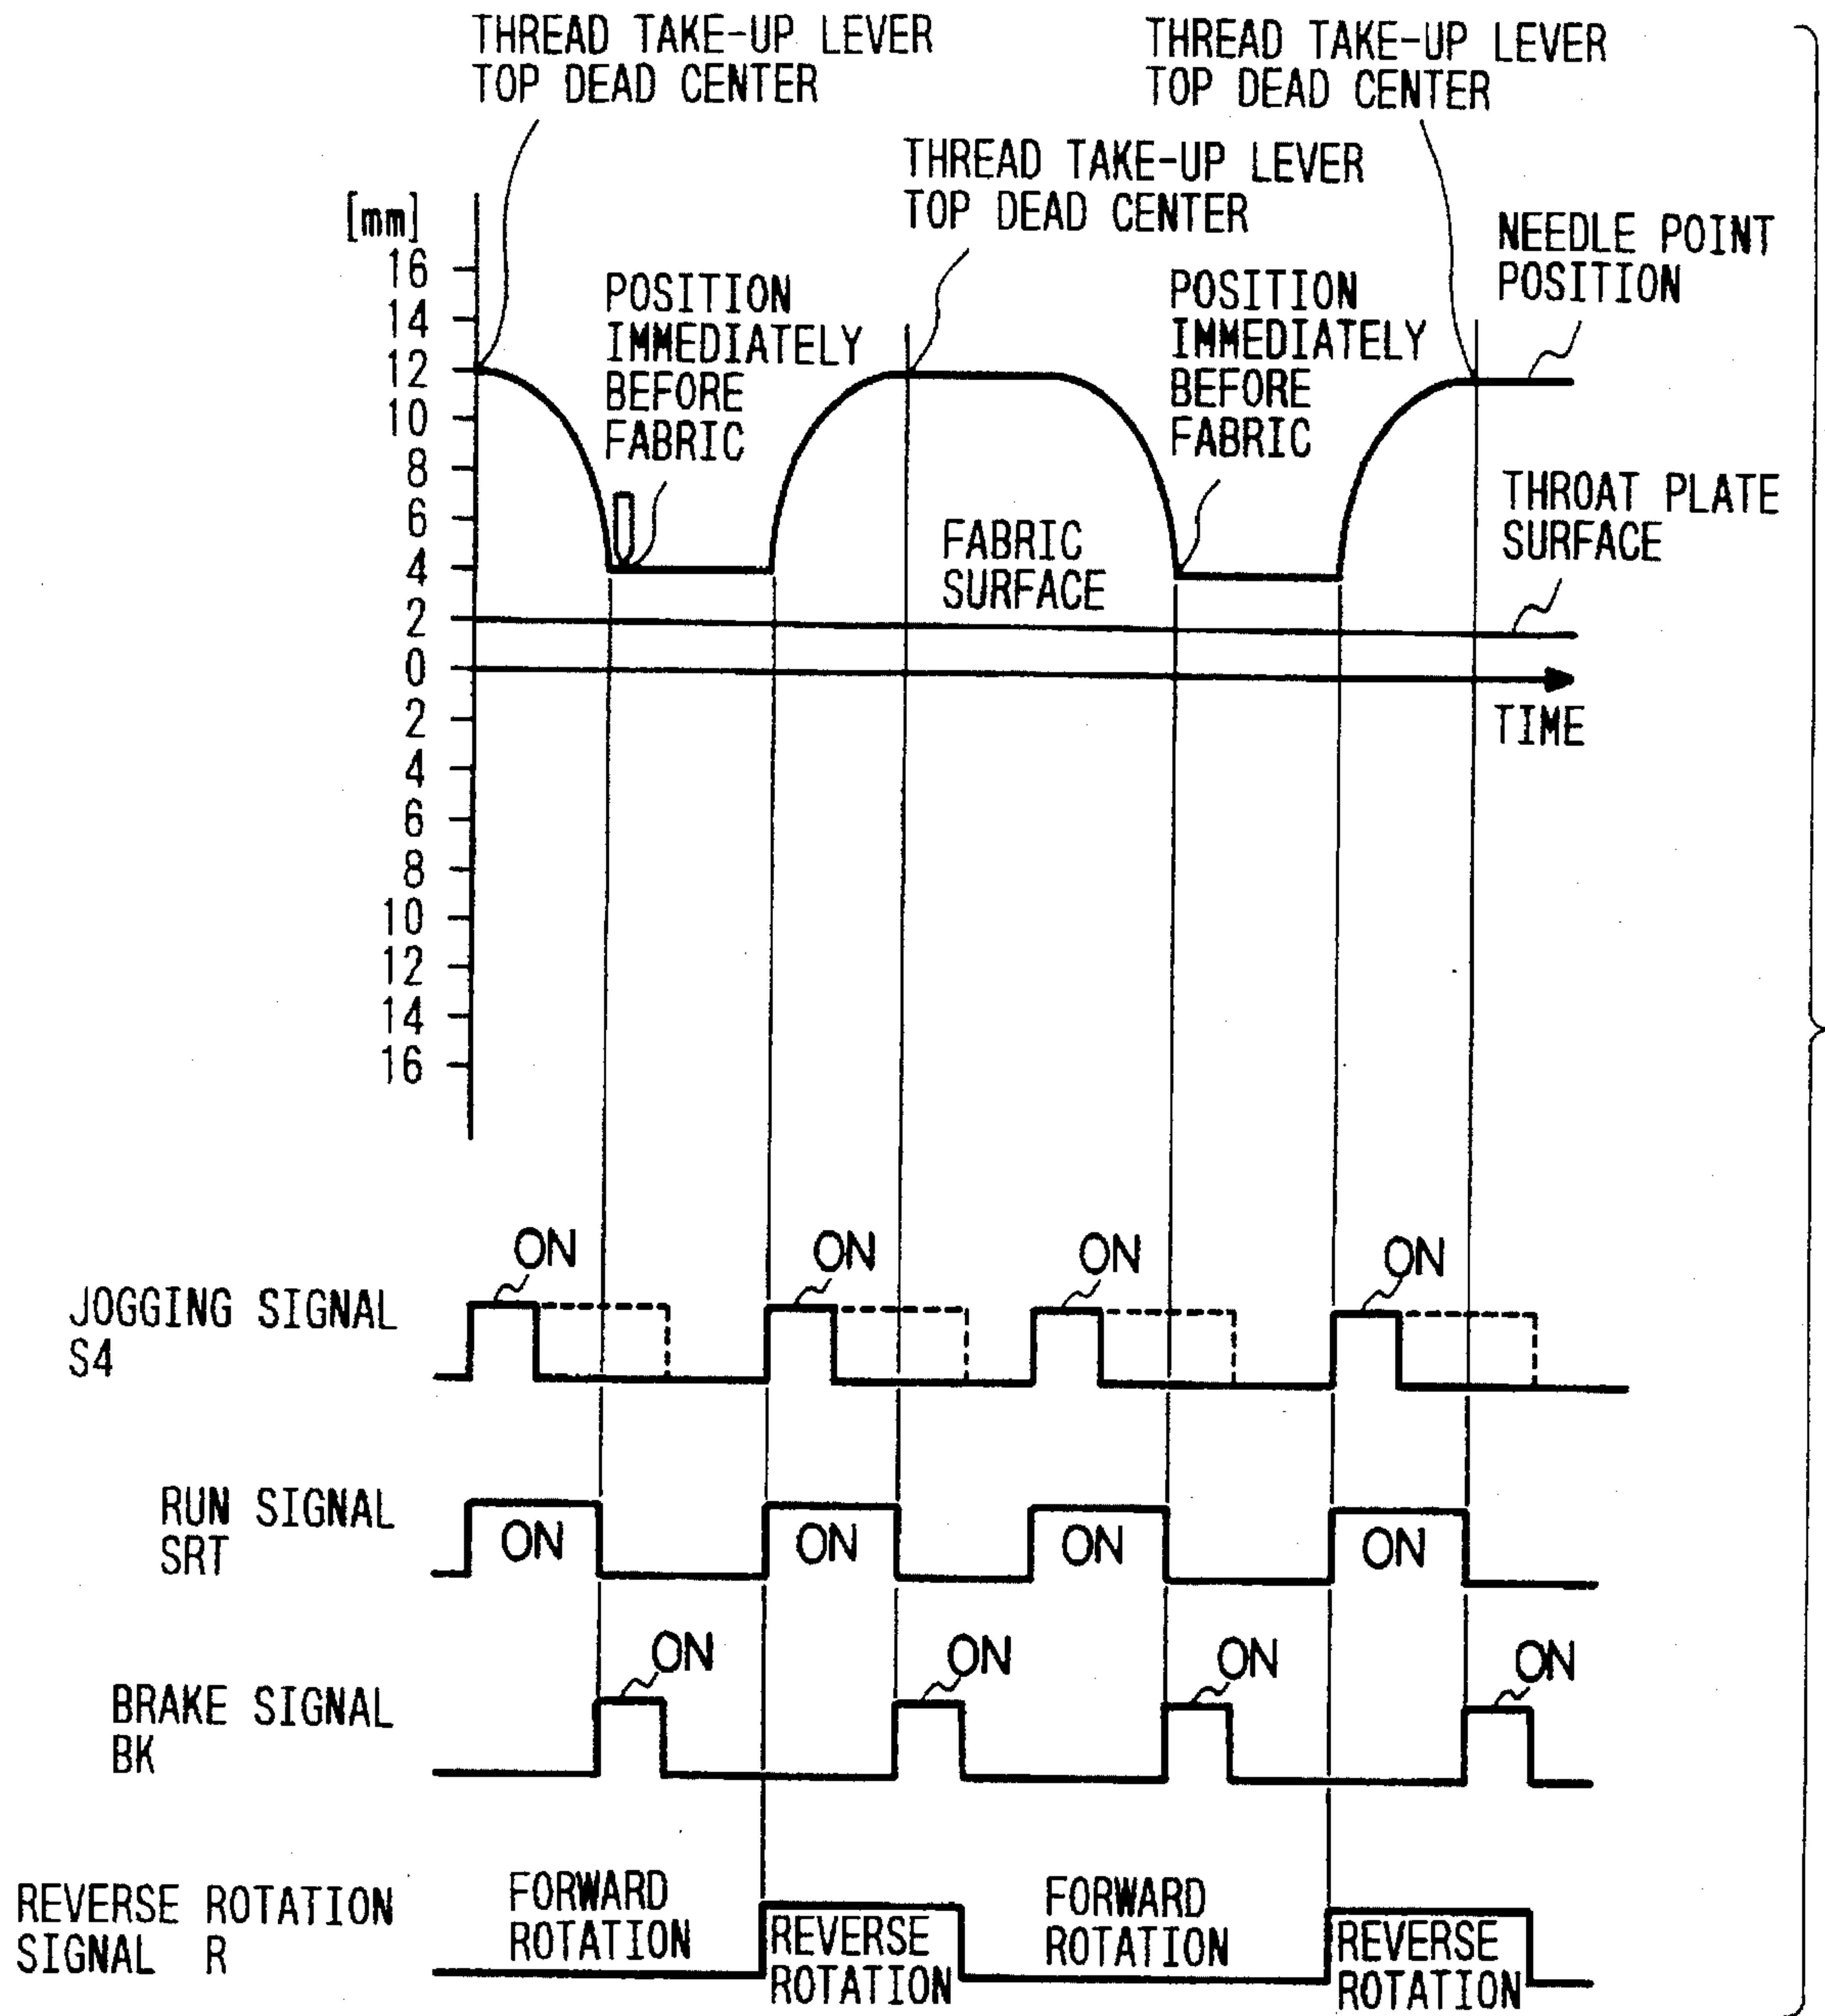 THREAD TAKE-UP LEVER
TOP DEAD CENTER
THREAD TAKE-UP LEVER
TOP DEAD CENTER
THREAD TAKE-UP LEVER
TOP DEAD CENTER
[mm]
NEEDLE POINT
POSITION
POSITION
IMMEDIATELY
BEFORE
FABRIC
POSITION
IMMEDIATELY
BEFORE
FABRIC
16
14
12
10
8
6
4
2
0
2
4
6
8
10
12
14
16
FABRIC
SURFACE
THROAT PLATE
SURFACE
TIME
JOGGING SIGNAL
S4
ON
ON
ON
ON
RUN SIGNAL
SRT
ON
ON
ON
ON
BRAKE SIGNAL
BK
ON
ON
ON
ON
REVERSE ROTATION
SIGNAL R
FORWARD
ROTATION
REVERSE
ROTATION
FORWARD
ROTATION
REVERSE
ROTATION